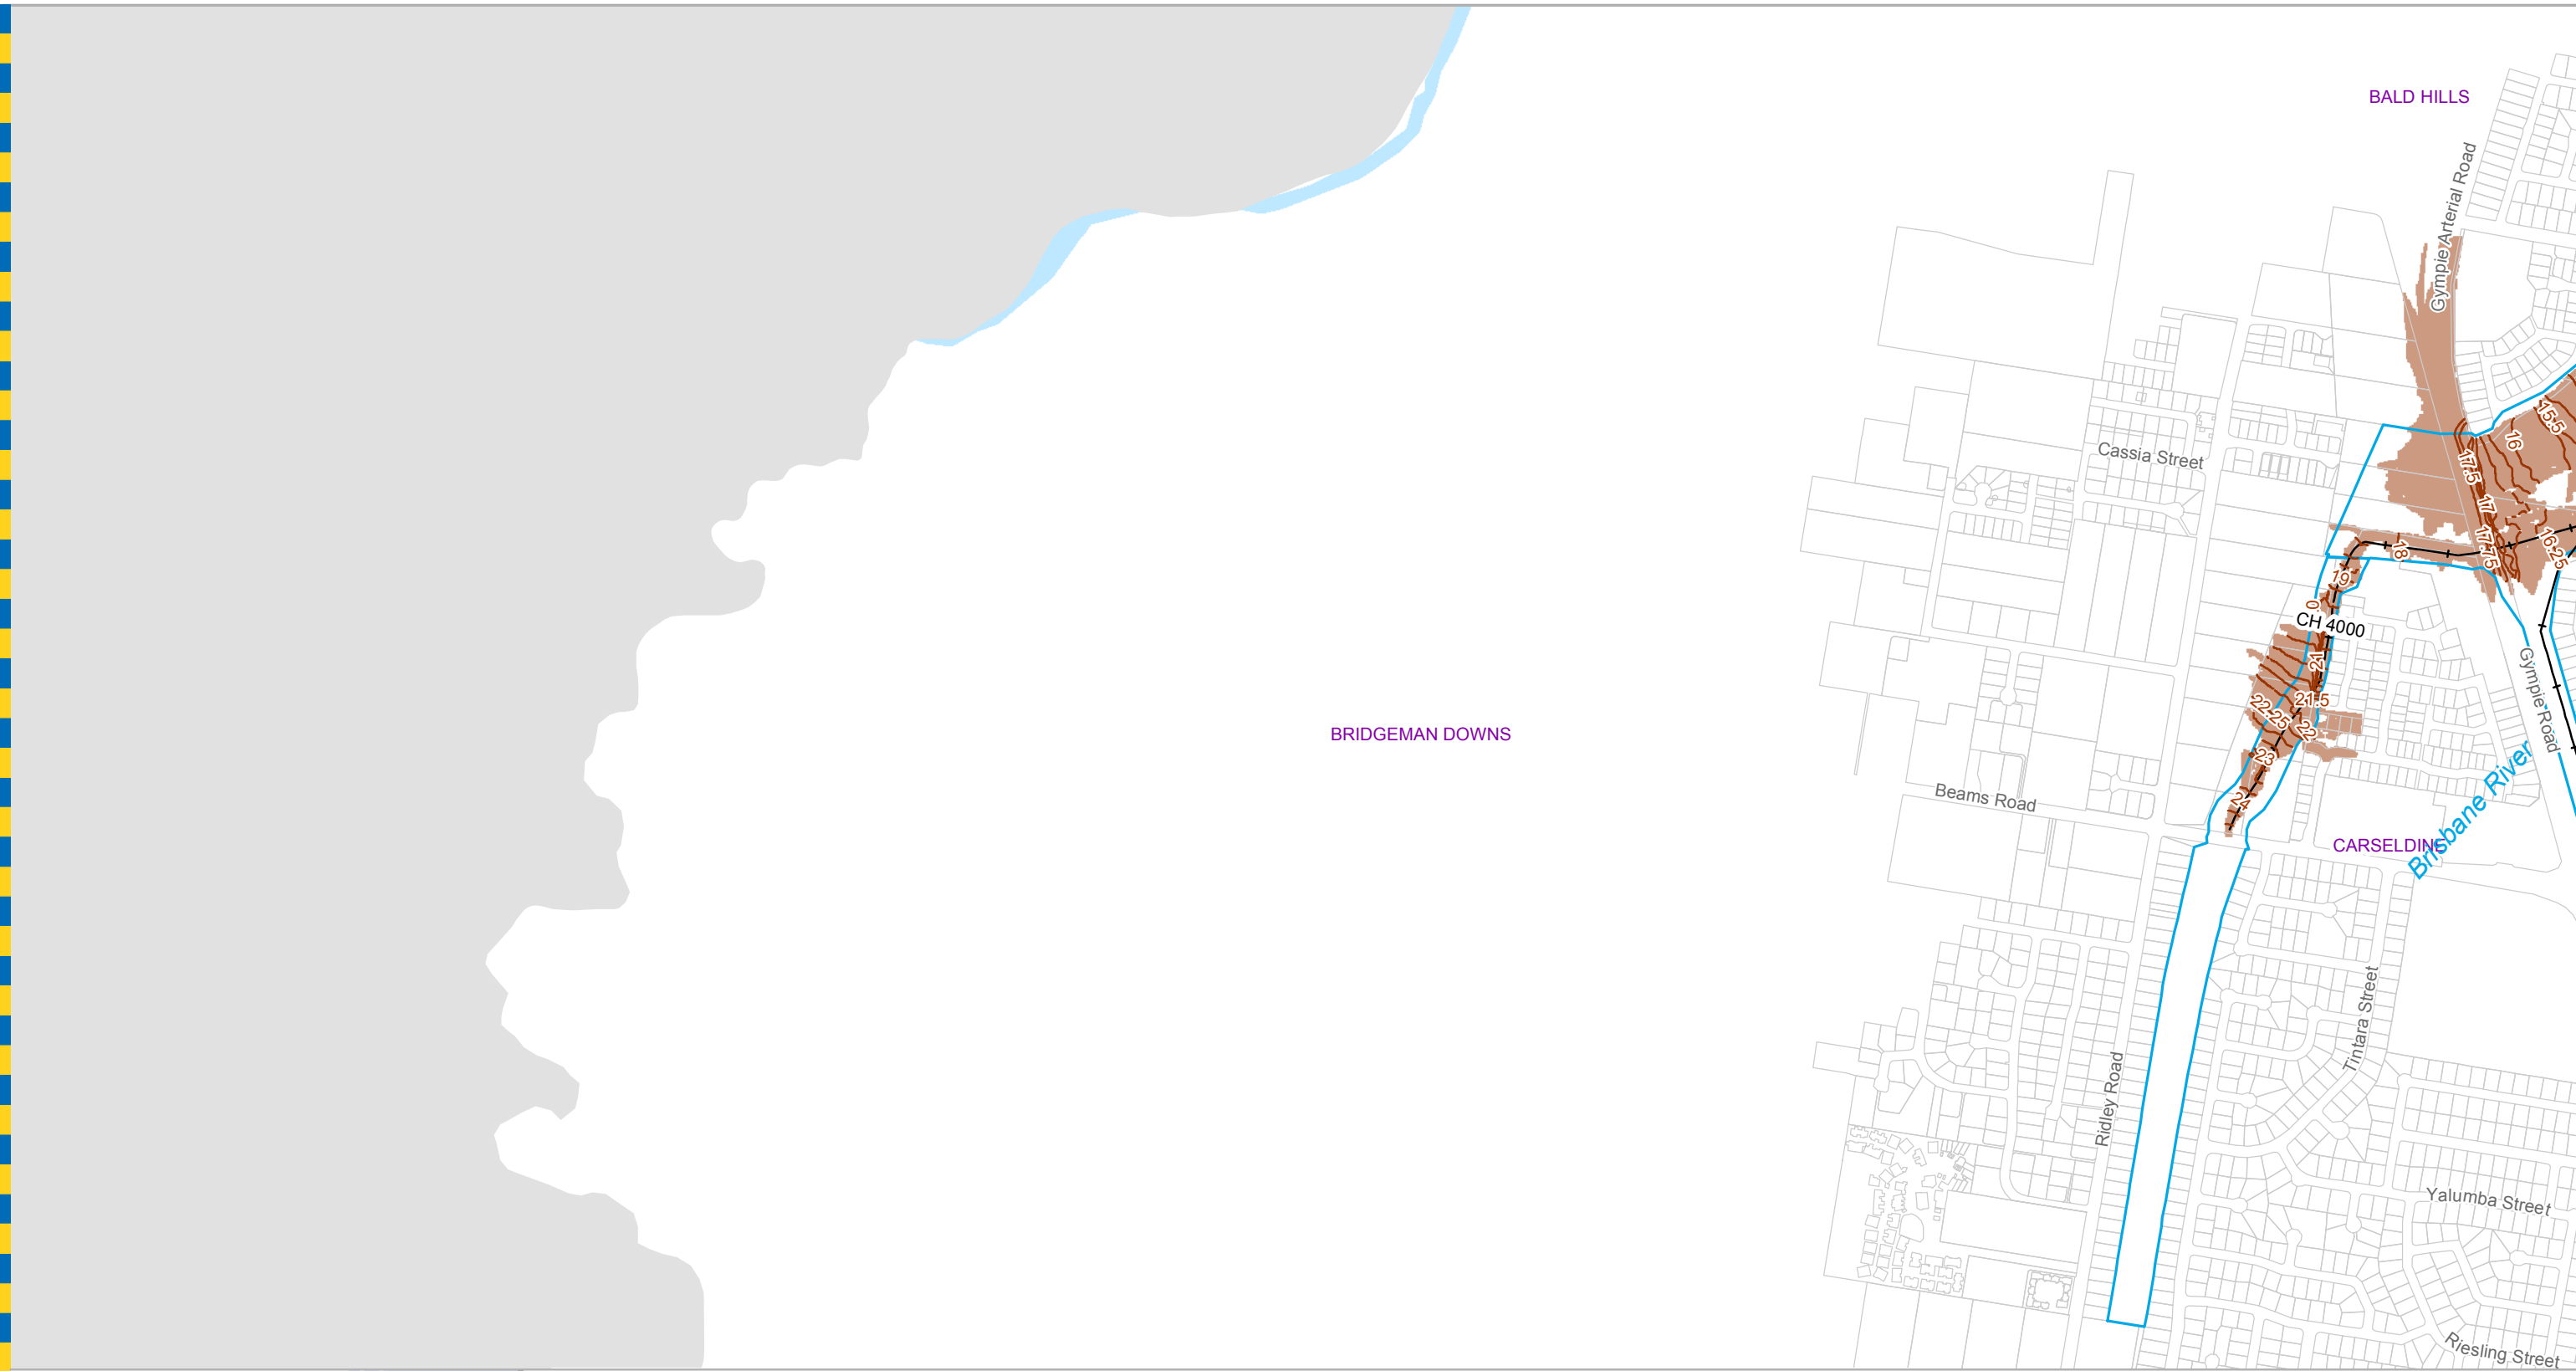 BALD HILLS
Gympie Arterial Road
15.5
16
Cassia Street
17.5
17
17.75
16.25
18
19
CH 4000
21
21.5
22.25
22
Gympie Road
BRIDGEMAN DOWNS
23
24
Beams Road
Brisbane River
CARSELDINE
Tintara Street
Ridley Road
Yalumba Street
Riesling Street